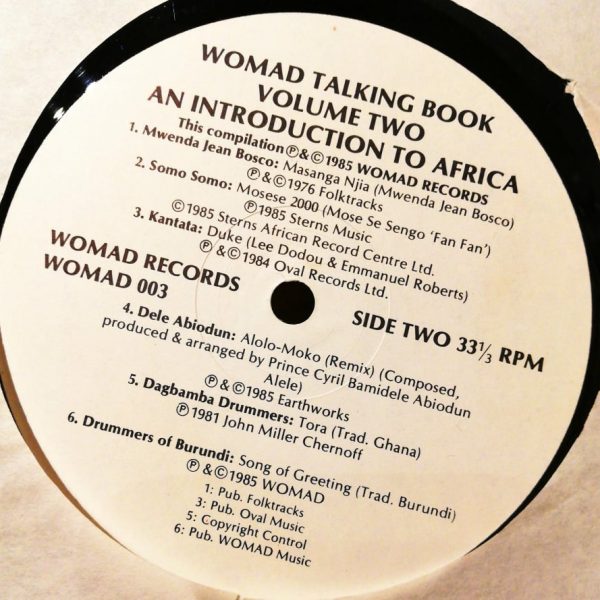 WOMAD TALKING BOOK
VOLUME TWO
AN INTRODUCTION TO AFRICA
This compilation Ⓟ&©1985 WOMAD RECORDS
1. Mwenda Jean Bosco: Masanga Njia (Mwenda Jean Bosco)
Ⓟ&©1976 Folktracks
2. Somo Somo: Mosese 2000 (Mose Se Sengo ‘Fan Fan’)
Ⓟ1985 Sterns Music
©1985 Sterns African Record Centre Ltd.
3. Kantata: Duke (Lee Dodou & Emmanuel Roberts)
Ⓟ&©1984 Oval Records Ltd.
WOMAD RECORDS
WOMAD 003
SIDE TWO 33⅓ RPM
4. Dele Abiodun: Alolo-Moko (Remix) (Composed,
produced & arranged by Prince Cyril Bamidele Abiodun
Alele)
Ⓟ&©1985 Earthworks
5. Dagbamba Drummers: Tora (Trad. Ghana)
Ⓟ1981 John Miller Chernoff
6. Drummers of Burundi: Song of Greeting (Trad. Burundi)
Ⓟ&©1985 WOMAD
1: Pub. Folktracks
3: Pub. Oval Music
5: Copyright Control
6: Pub. WOMAD Music